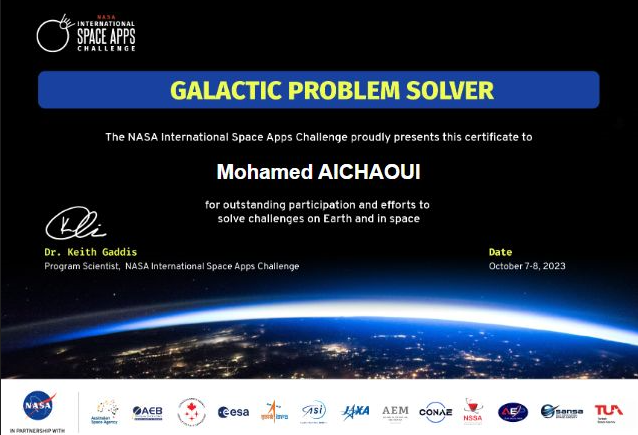 NASA
INTERNATIONAL
SPACE APPS
CHALLENGE
GALACTIC PROBLEM SOLVER
The NASA International Space Apps Challenge proudly presents this certificate to
Mohamed AICHAOUI
for outstanding participation and efforts to
solve challenges on Earth and in space
Dr. Keith Gaddis
Program Scientist, NASA International Space Apps Challenge
Date
October 7-8, 2023
NASA
IN PARTNERSHIP WITH
Australian
Space Agency
AEB
esa
इसरो isro
asi
JAXA
AEM
CONAE
NSSA
sansa
TUA